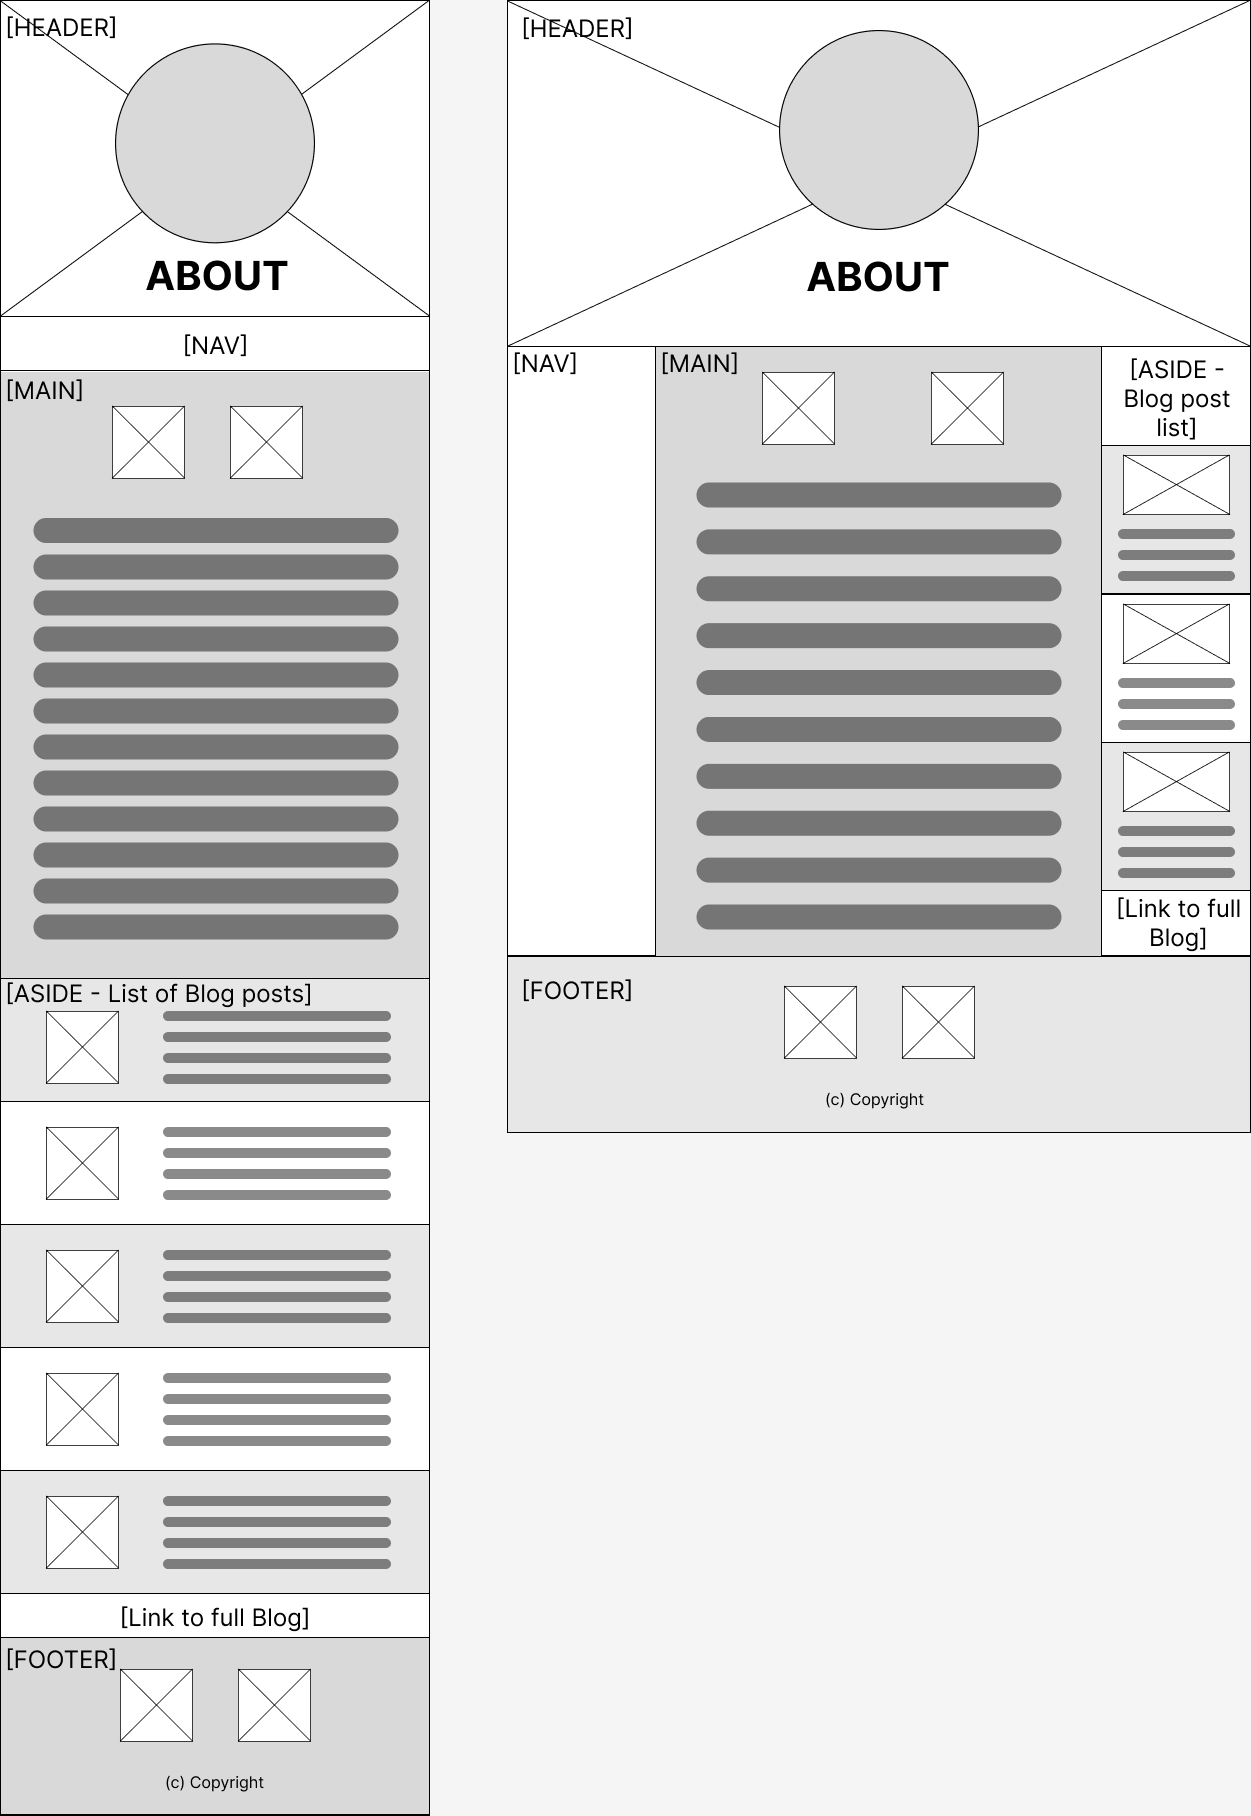 [HEADER]
ABOUT
[NAV]
[MAIN]
[ASIDE - List of Blog posts]
[Link to full Blog]
[FOOTER]
(c) Copyright
[HEADER]
ABOUT
[NAV]
[MAIN]
[ASIDE -
Blog post
list]
[Link to full
Blog]
[FOOTER]
(c) Copyright